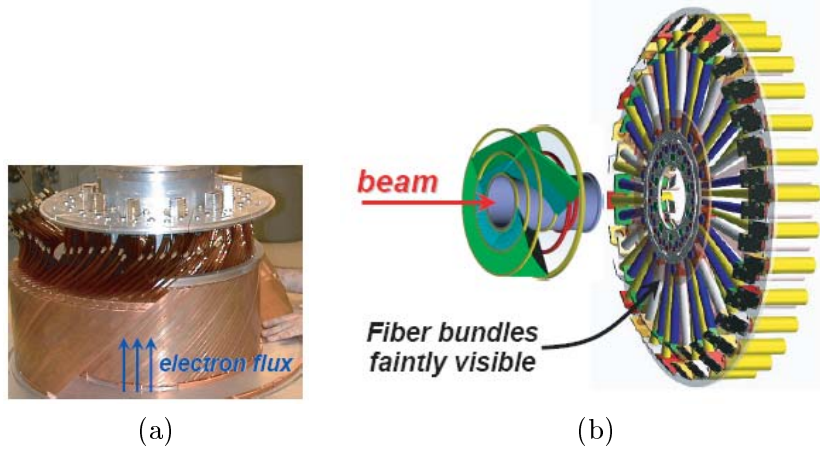 beam
Fiber bundles
faintly visible
electron flux
(a)
(b)